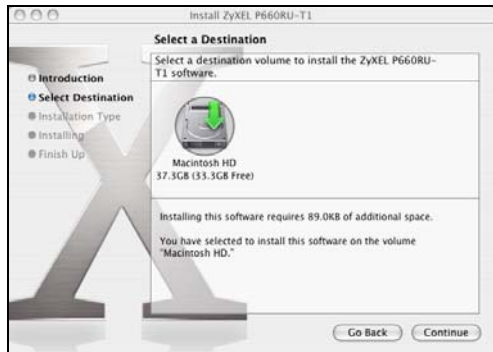 Install ZyXEL P660RU-T1
Select a Destination
Select a destination volume to install the ZyXEL P660RU-
T1 software.
Introduction
Select Destination
Installation Type
Installing
Finish Up
Macintosh HD
37.3GB (33.3GB Free)
Installing this software requires 89.0KB of additional space.
You have selected to install this software on the volume
"Macintosh HD."
Go Back
Continue